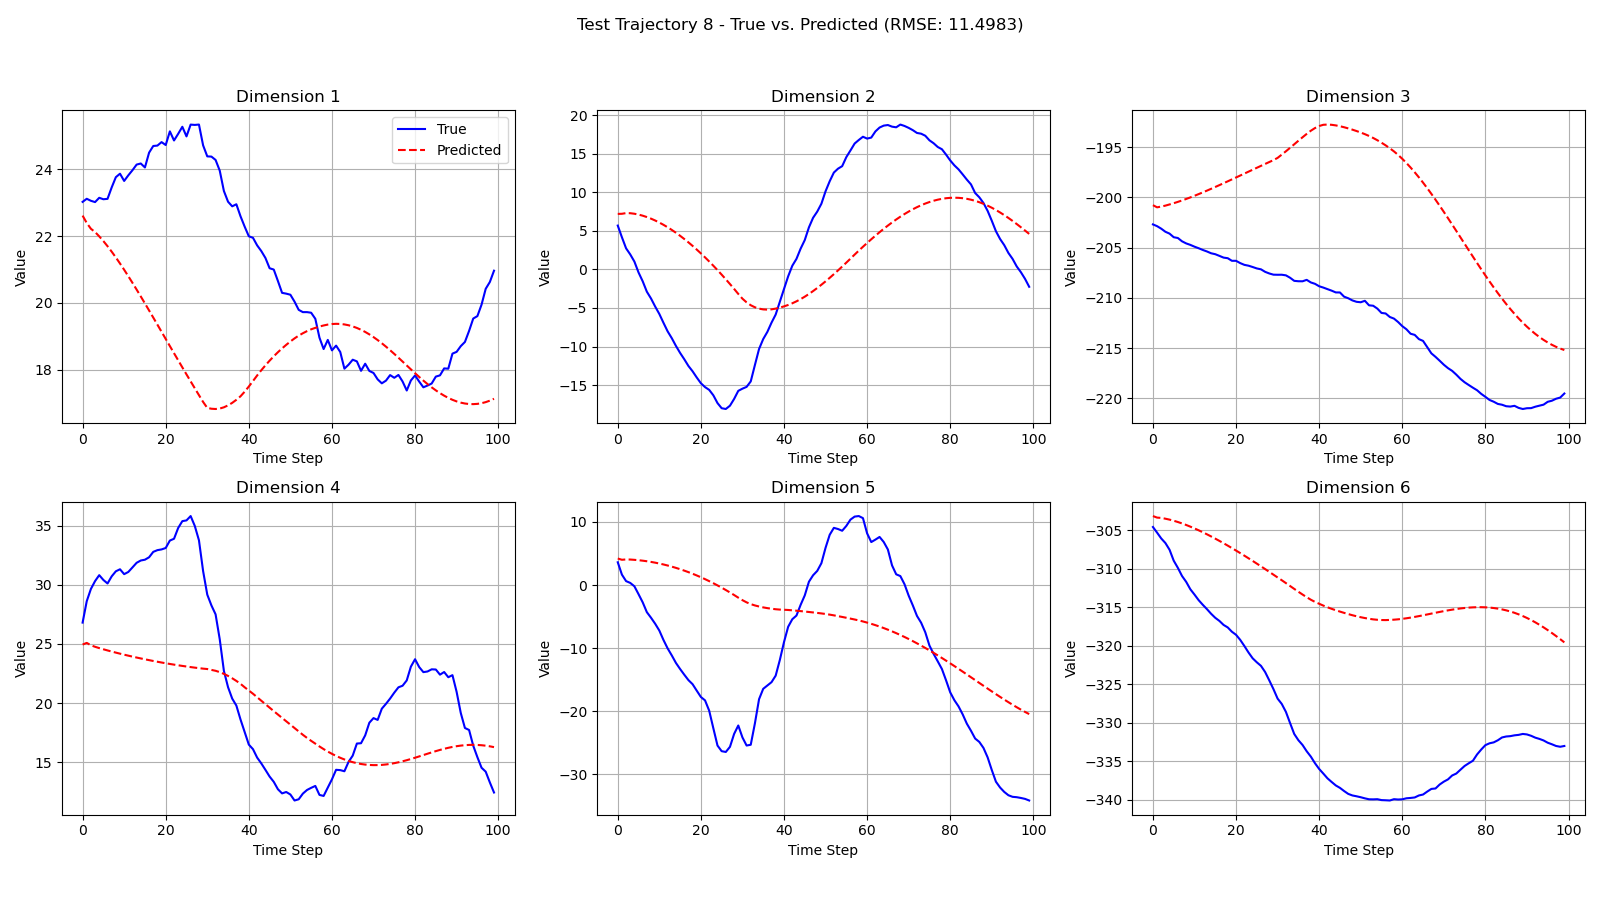 Test Trajectory 8 - True vs. Predicted (RMSE: 11.4983)
Dimension 1
True
Predicted
24
22
20
18
Value
0 20 40 60 80 100
Time Step
Dimension 2
20
15
10
5
0
−5
−10
−15
Value
0 20 40 60 80 100
Time Step
Dimension 3
−195
−200
−205
−210
−215
−220
Value
0 20 40 60 80 100
Time Step
Dimension 4
35
30
25
20
15
Value
0 20 40 60 80 100
Time Step
Dimension 5
10
0
−10
−20
−30
Value
0 20 40 60 80 100
Time Step
Dimension 6
−305
−310
−315
−320
−325
−330
−335
−340
Value
0 20 40 60 80 100
Time Step